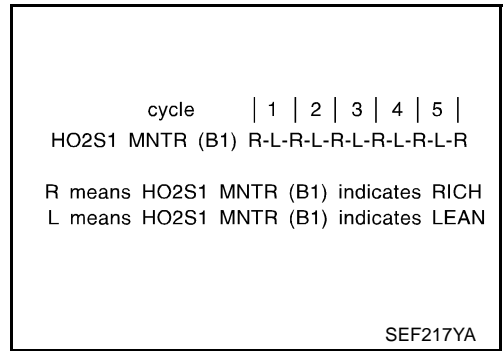 cycle | 1 | 2 | 3 | 4 | 5 |
HO2S1 MNTR (B1) R-L-R-L-R-L-R-L-R-L-R
R means HO2S1 MNTR (B1) indicates RICH
L means HO2S1 MNTR (B1) indicates LEAN
SEF217YA